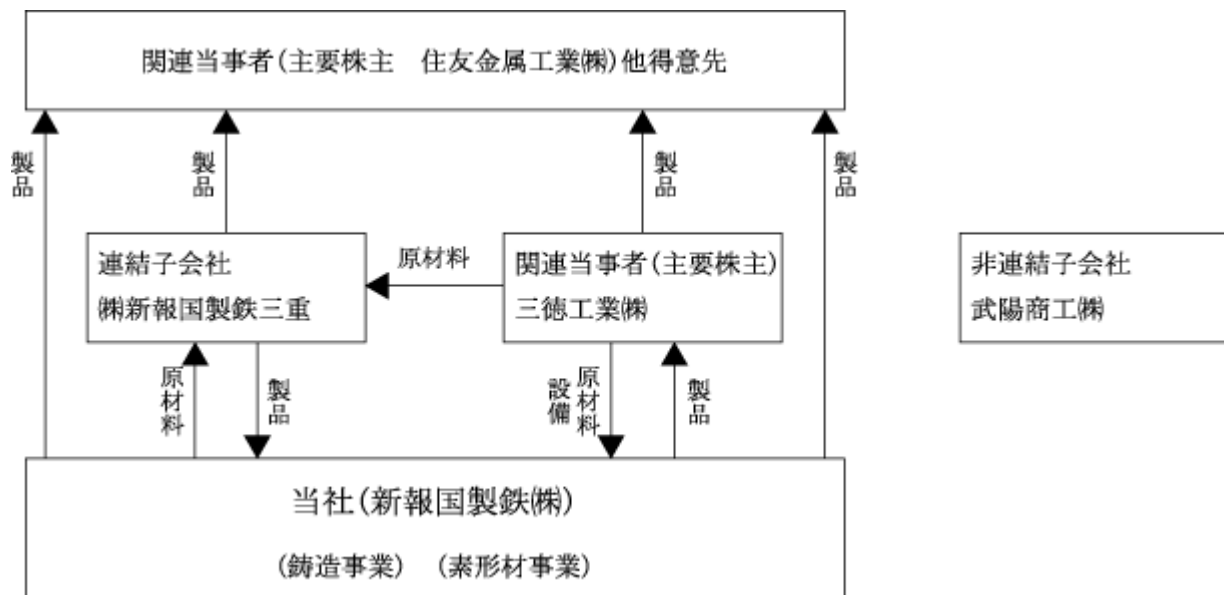 関連当事者(主要株主　住友金属工業㈱)他得意先
製品
製品
製品
製品
連結子会社
㈱新報国製鉄三重
原材料
関連当事者(主要株主)
三徳工業㈱
非連結子会社
武陽商工㈱
原材料
製品
設備
原材料
製品
当社(新報国製鉄㈱)
(鋳造事業)　(素形材事業)